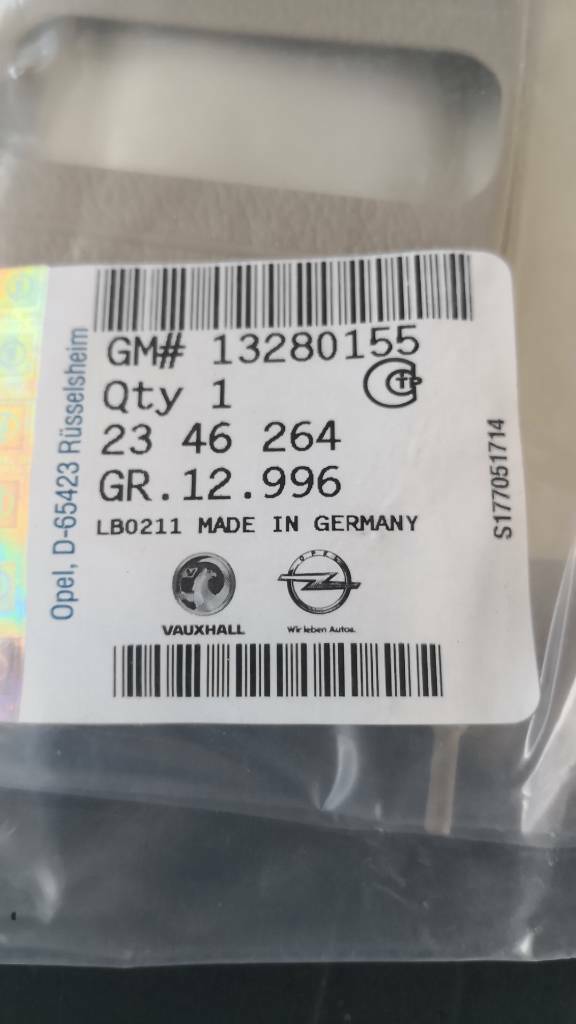 GM# 13280155
Qty 1
23 46 264
GR.12.996
LB0211 MADE IN GERMANY
VAUXHALL
OPEL
Wir leben Autos.
Opel, D-65423 Rüsselsheim
S177051714